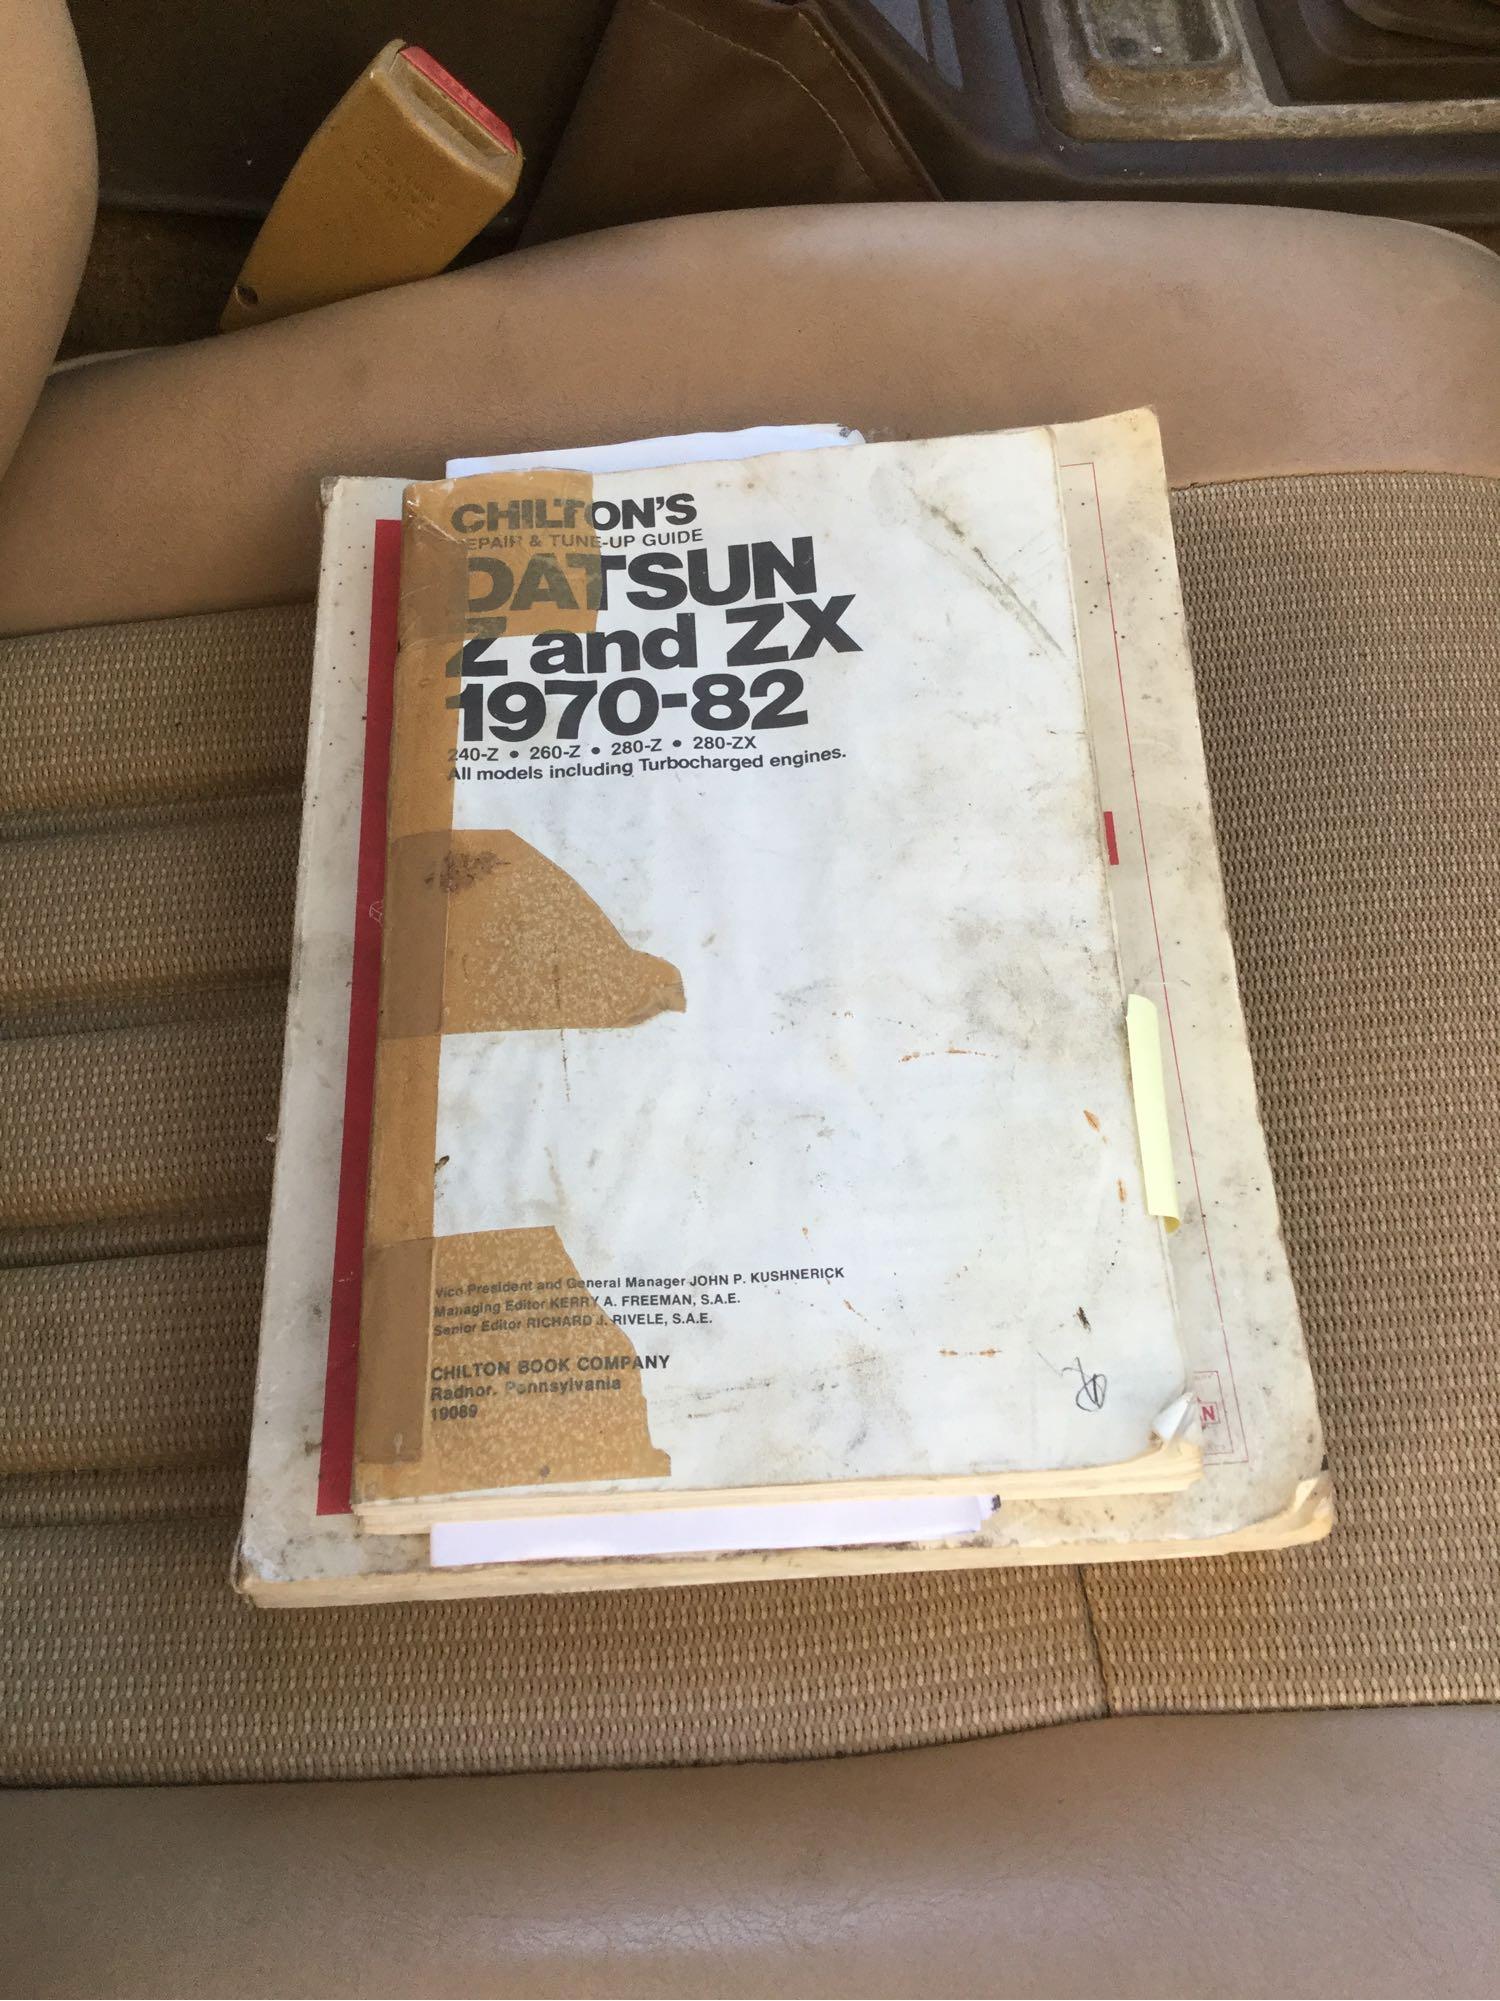 CHILTON'S
REPAIR & TUNE-UP GUIDE
DATSUN
Z and ZX
1970-82
240-Z • 260-Z • 280-Z • 280-ZX
All models including Turbocharged engines.
Vice President and General Manager JOHN P. KUSHNERICK
Managing Editor KERRY A. FREEMAN, S.A.E.
Senior Editor RICHARD J. RIVELE, S.A.E.
CHILTON BOOK COMPANY
Radnor, Pennsylvania
19089